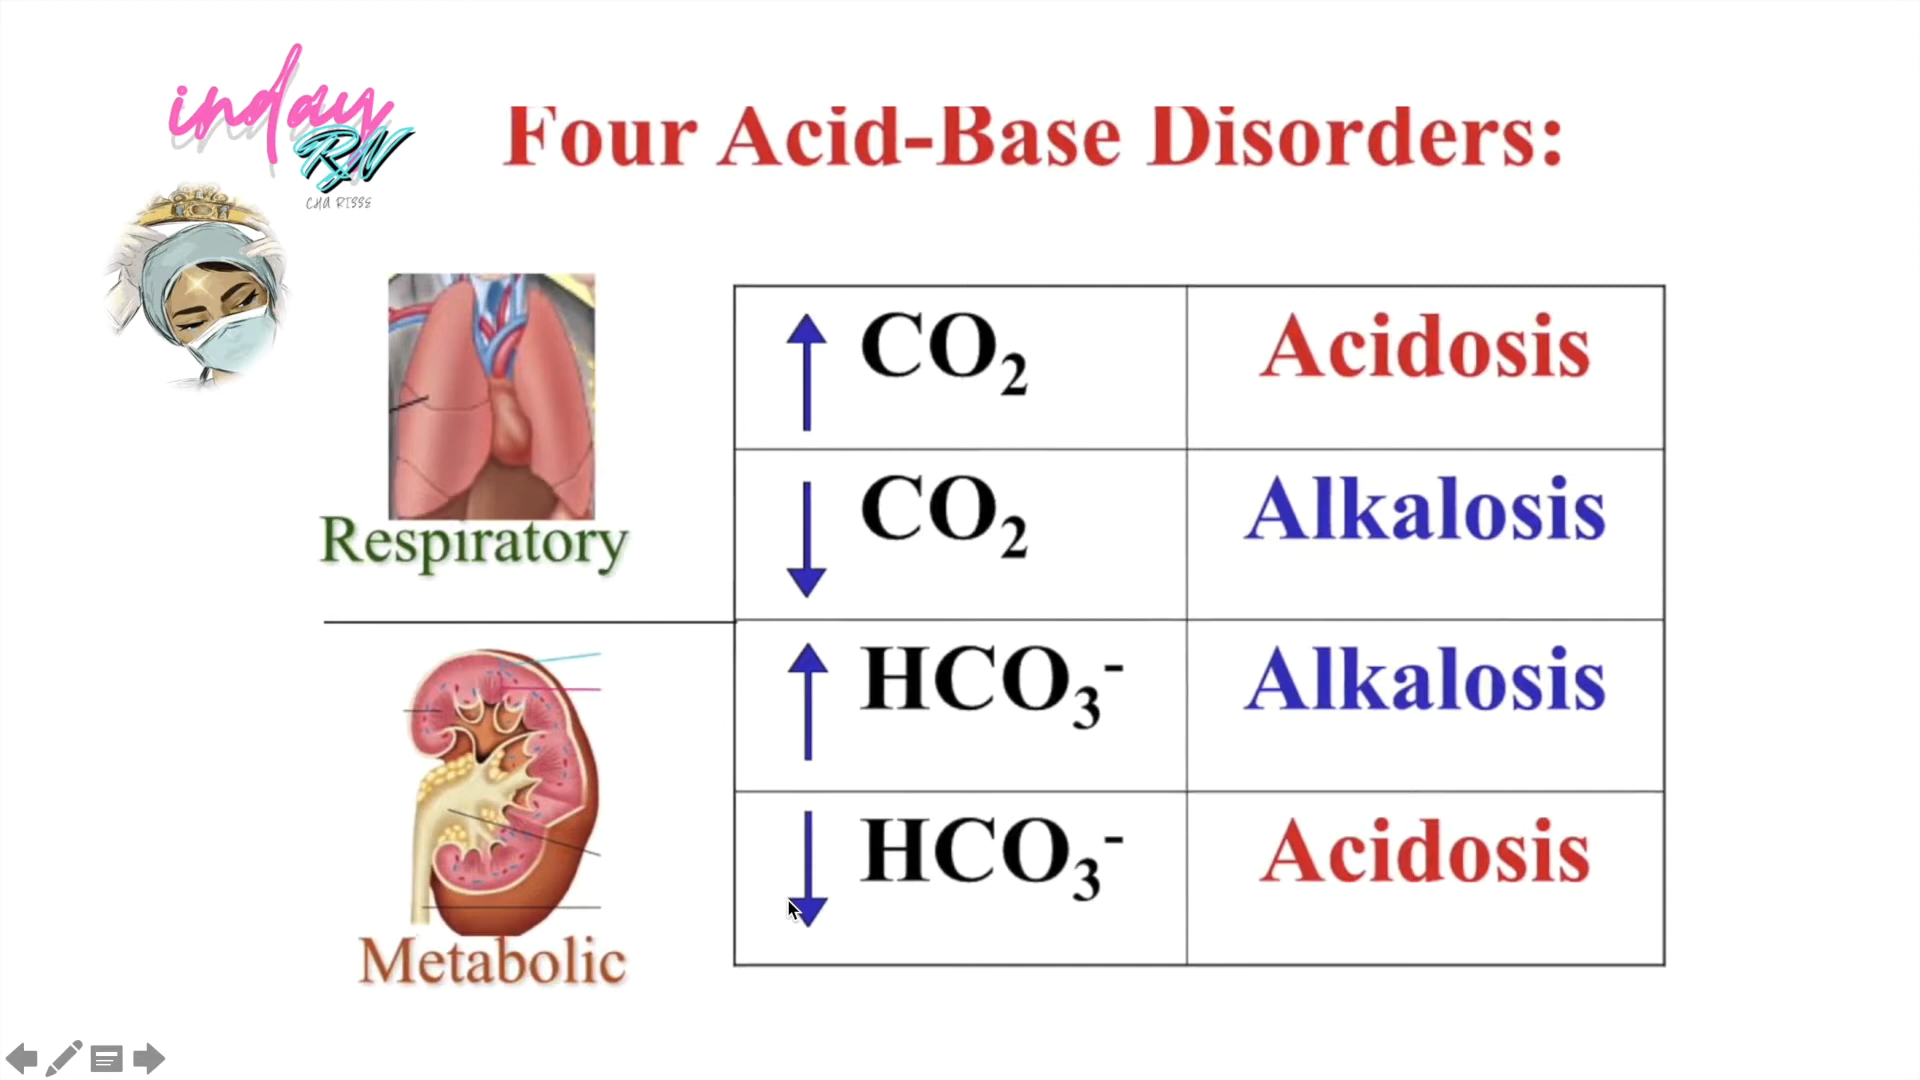 inday
RN
CHA RISSE
Four Acid-Base Disorders:
CO₂ Acidosis
CO₂ Alkalosis
Respiratory
HCO₃⁻ Alkalosis
HCO₃⁻ Acidosis
Metabolic